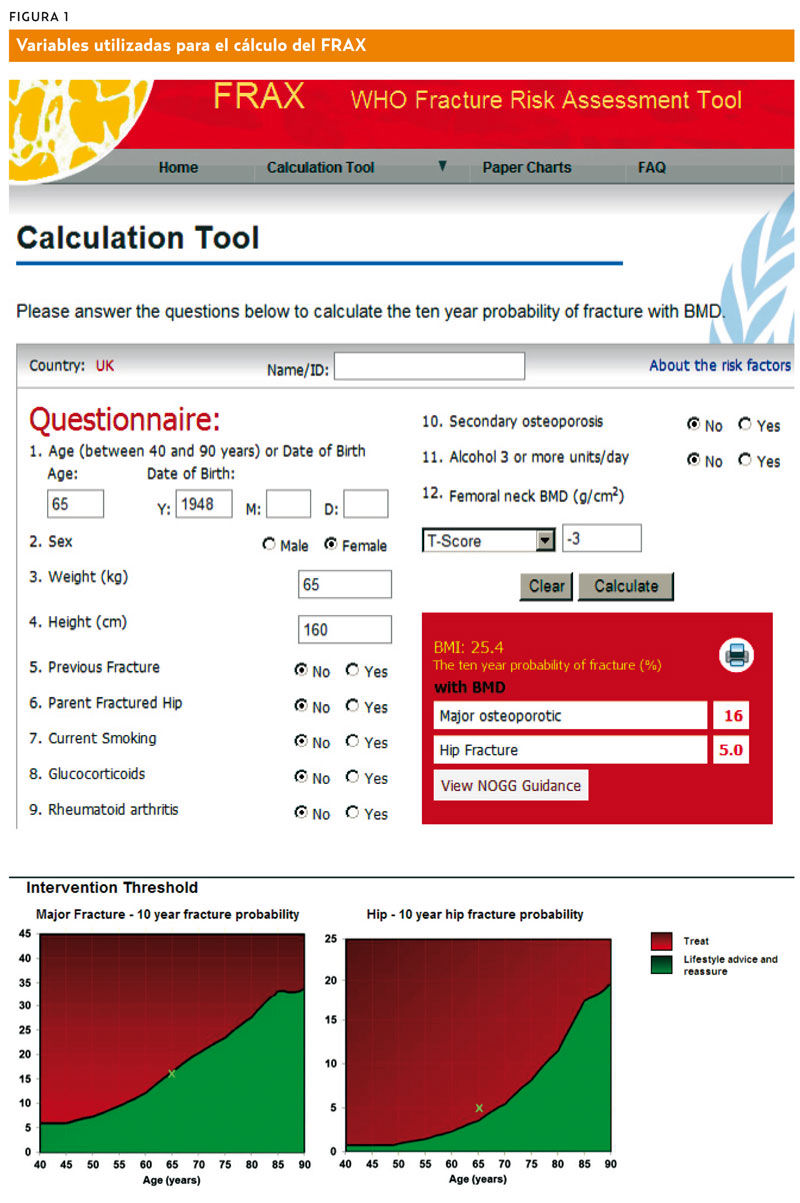 FIGURA 1
Variables utilizadas para el cálculo del FRAX
FRAX WHO Fracture Risk Assessment Tool
Home Calculation Tool ▼ Paper Charts FAQ
Calculation Tool
Please answer the questions below to calculate the ten year probability of fracture with BMD.
Country: UK Name/ID: About the risk factors
Questionnaire:
1. Age (between 40 and 90 years) or Date of Birth
Age: Date of Birth:
65 Y: 1948 M: D:
2. Sex Male Female
3. Weight (kg) 65
4. Height (cm) 160
5. Previous Fracture No Yes
6. Parent Fractured Hip No Yes
7. Current Smoking No Yes
8. Glucocorticoids No Yes
9. Rheumatoid arthritis No Yes
10. Secondary osteoporosis No Yes
11. Alcohol 3 or more units/day No Yes
12. Femoral neck BMD (g/cm²)
T-Score -3
Clear Calculate
BMI: 25.4
The ten year probability of fracture (%)
with BMD
Major osteoporotic 16
Hip Fracture 5.0
View NOGG Guidance
Intervention Threshold
Major Fracture - 10 year fracture probability
45
40
35
30
25
20
15
10
5
0
X
40 45 50 55 60 65 70 75 80 85 90
Age (years)
Hip - 10 year hip fracture probability
25
20
15
10
5
0
X
40 45 50 55 60 65 70 75 80 85 90
Age (years)
Treat
Lifestyle advice and
reassure